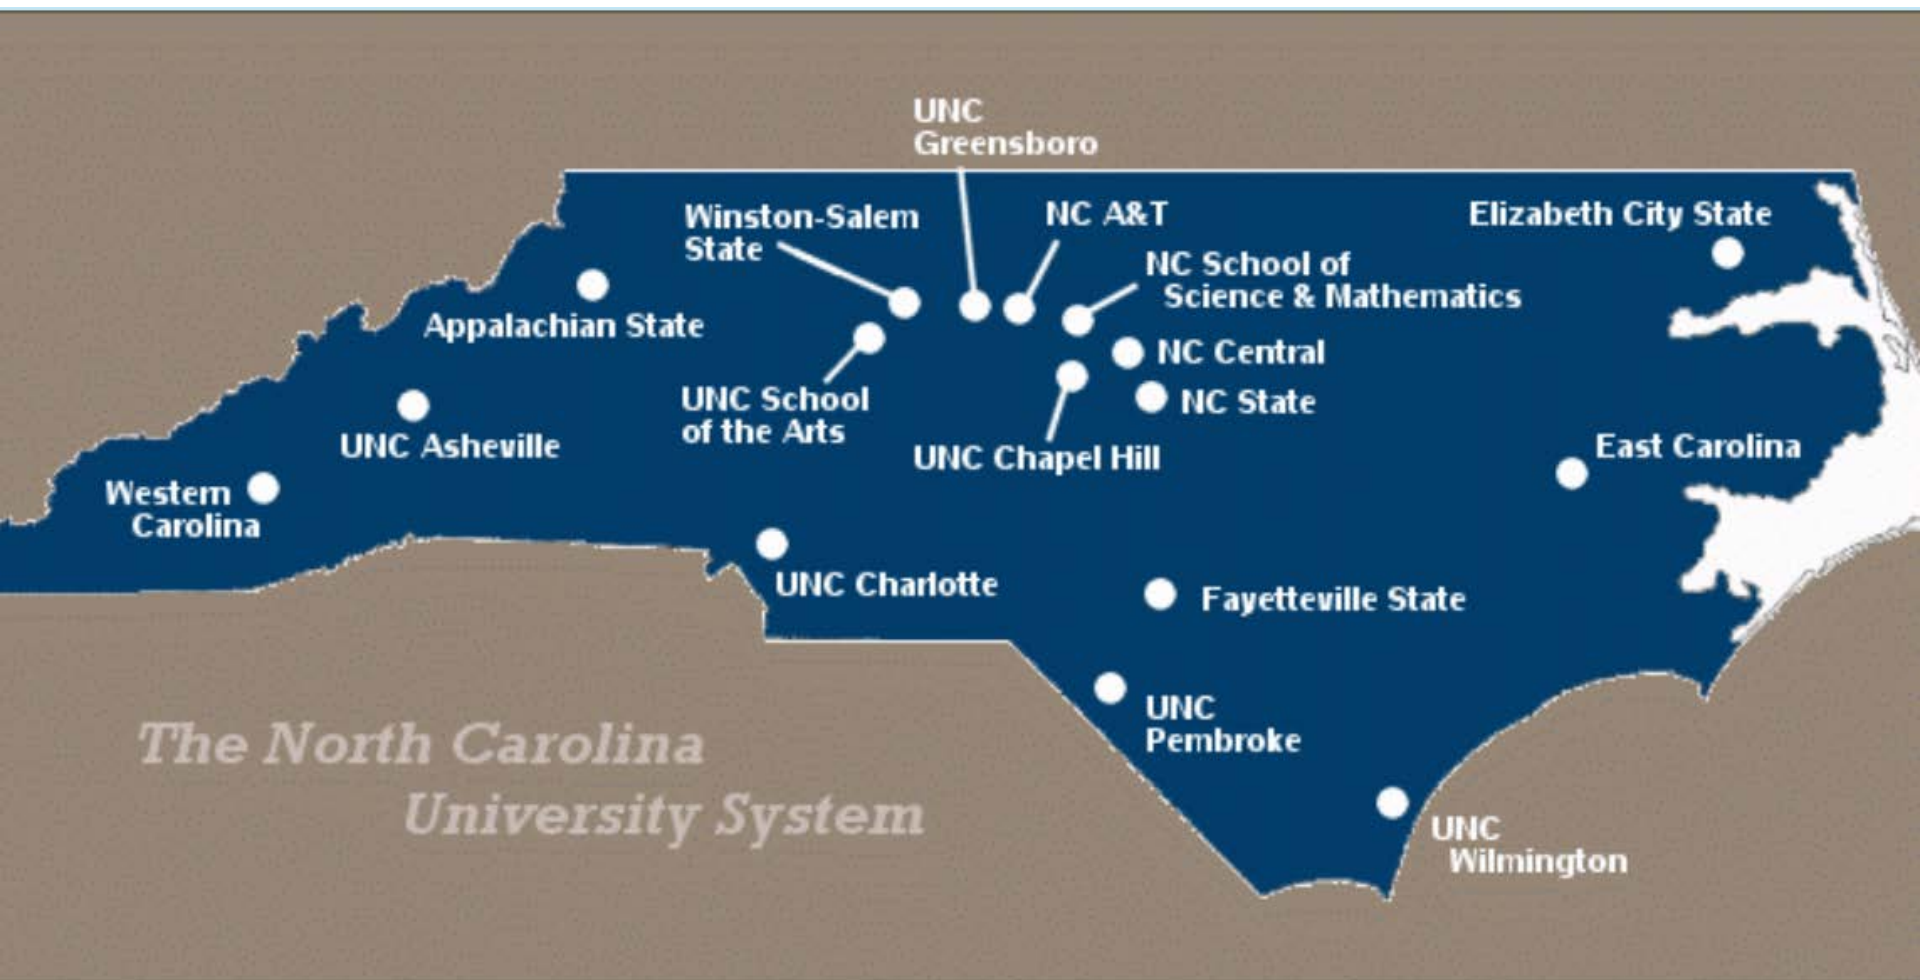 UNC
Greensboro
Winston-Salem
State
NC A&T
Elizabeth City State
NC School of
Science & Mathematics
Appalachian State
NC Central
UNC School
of the Arts
NC State
UNC Asheville
UNC Chapel Hill
East Carolina
Western
Carolina
UNC Charlotte
Fayetteville State
UNC
Pembroke
The North Carolina
University System
UNC
Wilmington